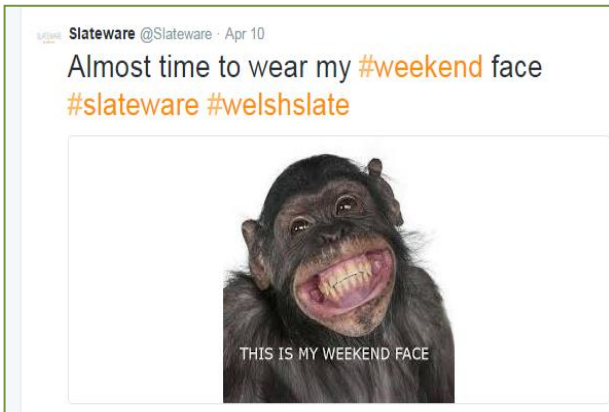 Slateware @Slateware · Apr 10
Almost time to wear my #weekend face
#slateware #welshslate
THIS IS MY WEEKEND FACE